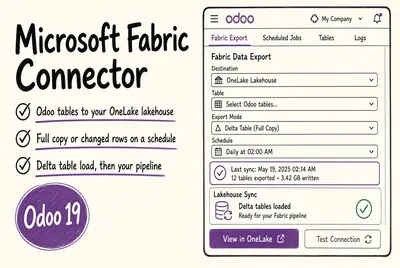 Microsoft Fabric
Connector
Odoo tables to your OneLake lakehouse
Full copy or changed rows on a schedule
Delta table load, then your pipeline
Odoo 19
odoo
My Company
Fabric Export
Scheduled Jobs
Tables
Logs
Fabric Data Export
Destination
OneLake Lakehouse
Table
Select Odoo tables...
Export Mode
Delta Table (Full Copy)
Schedule
Daily at 02:00 AM
Last sync: May 19, 2025 02:14 AM
12 tables exported • 3.42 GB written
Lakehouse Sync
Delta tables loaded
Ready for your Fabric pipeline
View in OneLake
Test Connection